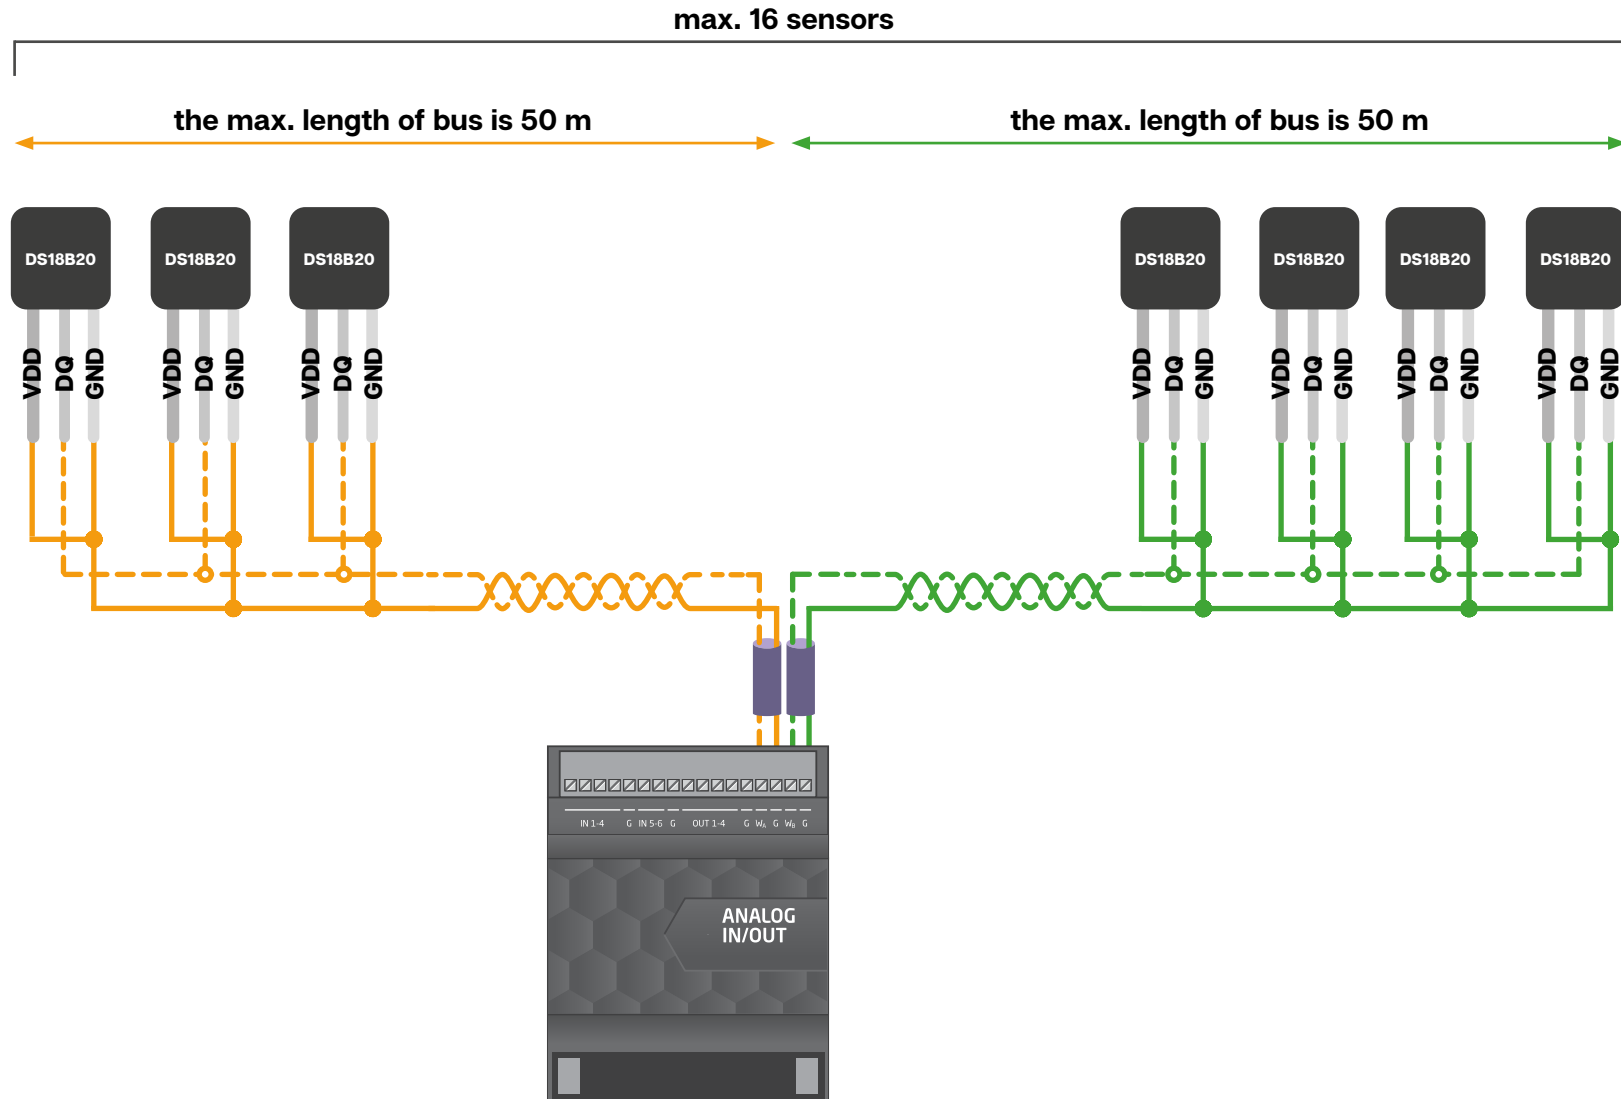 max. 16 sensors
the max. length of bus is 50 m
the max. length of bus is 50 m
DS18B20
DS18B20
DS18B20
DS18B20
DS18B20
DS18B20
DS18B20
VDD
DQ
GND
VDD
DQ
GND
VDD
DQ
GND
VDD
DQ
GND
VDD
DQ
GND
VDD
DQ
GND
VDD
DQ
GND
IN 1-4 G IN 5-6 G OUT 1-4 G WA G WB G
ANALOG
IN/OUT